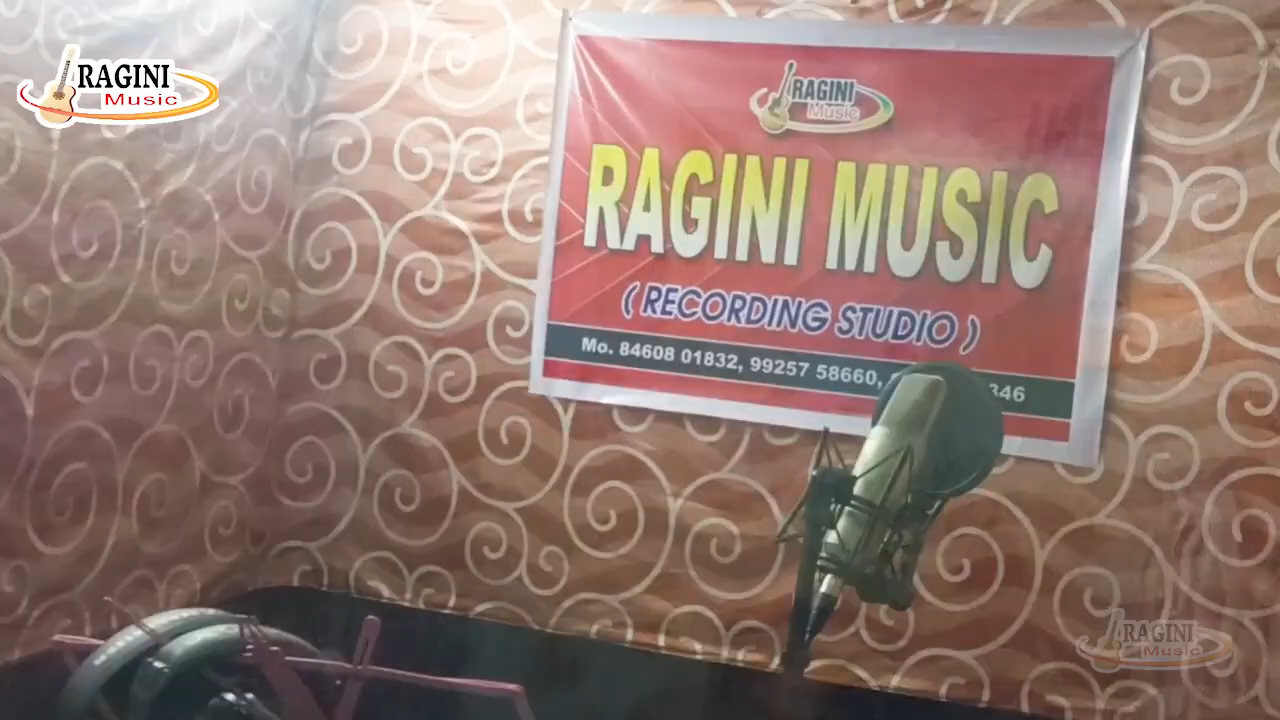 RAGINI
Music
RAGINI
Music
RAGINI MUSIC
( RECORDING STUDIO )
Mo. 84608 01832, 99257 58660,
RAGINI
Music